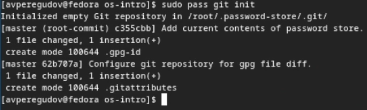 [avperegudov@fedora os-intro]$ sudo pass git init
Initialized empty Git repository in /root/.password-store/.git/
[master (root-commit) c355cbb] Add current contents of password store.
1 file changed, 1 insertion(+)
create mode 100644 .gpg-id
[master 62b707a] Configure git repository for gpg file diff.
1 file changed, 1 insertion(+)
create mode 100644 .gitattributes
[avperegudov@fedora os-intro]$